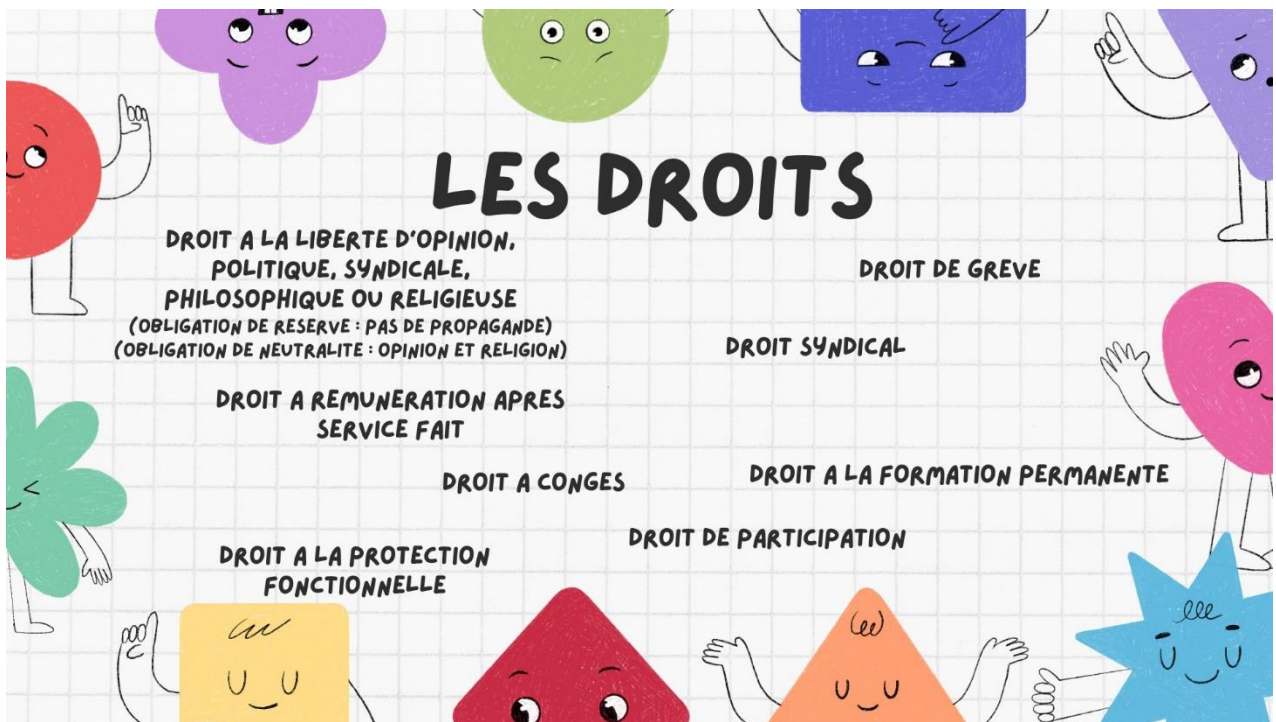 LES DROITS
DROIT A LA LIBERTE D'OPINION,
POLITIQUE, SYNDICALE,
PHILOSOPHIQUE OU RELIGIEUSE
(OBLIGATION DE RESERVE : PAS DE PROPAGANDE)
(OBLIGATION DE NEUTRALITE : OPINION ET RELIGION)
DROIT DE GREVE
DROIT SYNDICAL
DROIT A REMUNERATION APRES
SERVICE FAIT
DROIT A CONGES
DROIT A LA FORMATION PERMANENTE
DROIT DE PARTICIPATION
DROIT A LA PROTECTION
FONCTIONNELLE